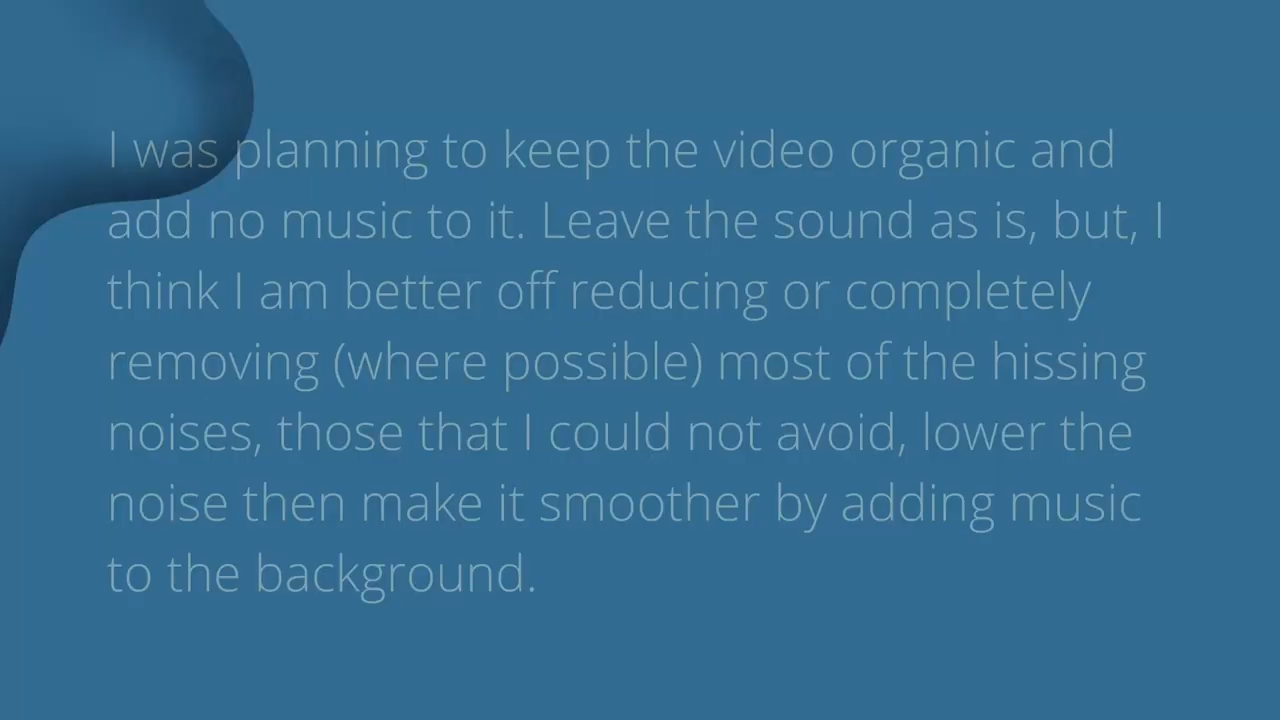 I was planning to keep the video organic and
add no music to it. Leave the sound as is, but, I
think I am better off reducing or completely
removing (where possible) most of the hissing
noises, those that I could not avoid, lower the
noise then make it smoother by adding music
to the background.